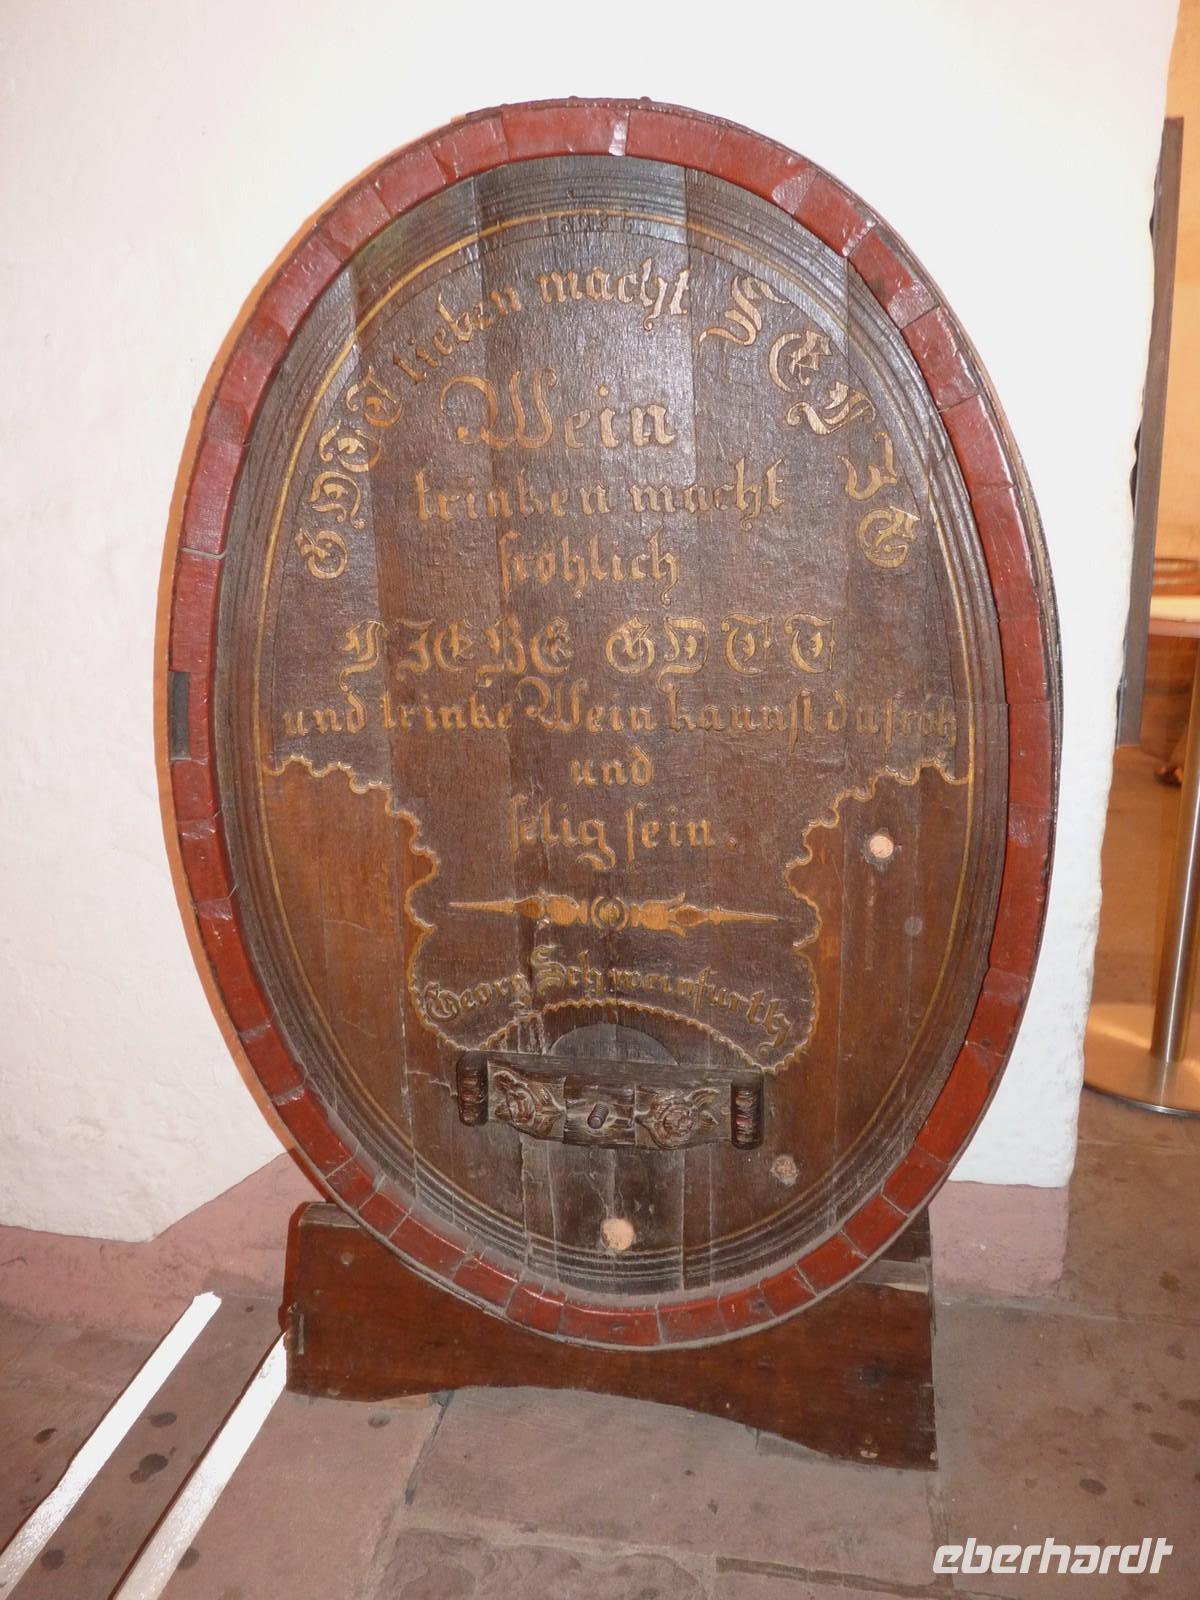 GOTT lieben macht SELIG
Wein
trinken macht
fröhlich
LIEBE GOTT
und trinke Wein kannst du froh
und
selig sein.
Georg Schweinfurth
eberhardt